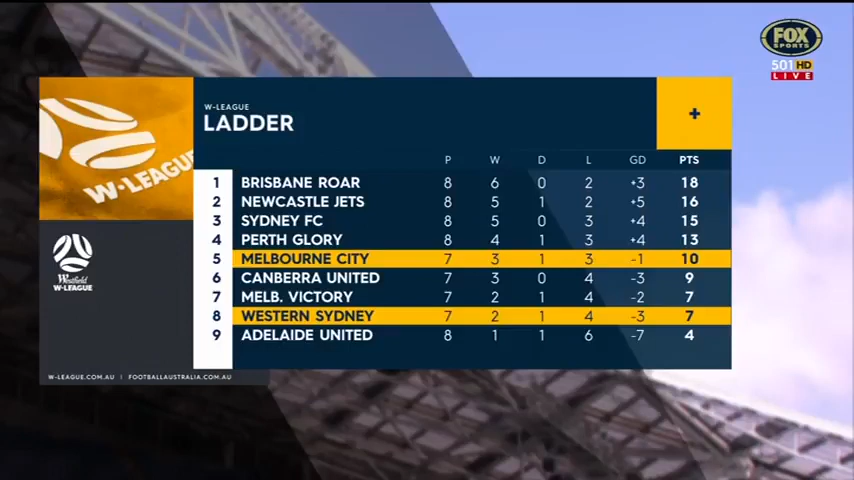 FOX
SPORTS
501 HD
LIVE
W-LEAGUE
LADDER
+
W-LEAGUE
P W D L GD PTS
1 BRISBANE ROAR 8 6 0 2 +3 18
2 NEWCASTLE JETS 8 5 1 2 +5 16
3 SYDNEY FC 8 5 0 3 +4 15
4 PERTH GLORY 8 4 1 3 +4 13
5 MELBOURNE CITY 7 3 1 3 -1 10
6 CANBERRA UNITED 7 3 0 4 -3 9
7 MELB. VICTORY 7 2 1 4 -2 7
8 WESTERN SYDNEY 7 2 1 4 -3 7
9 ADELAIDE UNITED 8 1 1 6 -7 4
Westfield
W-LEAGUE
W-LEAGUE.COM.AU | FOOTBALLAUSTRALIA.COM.AU